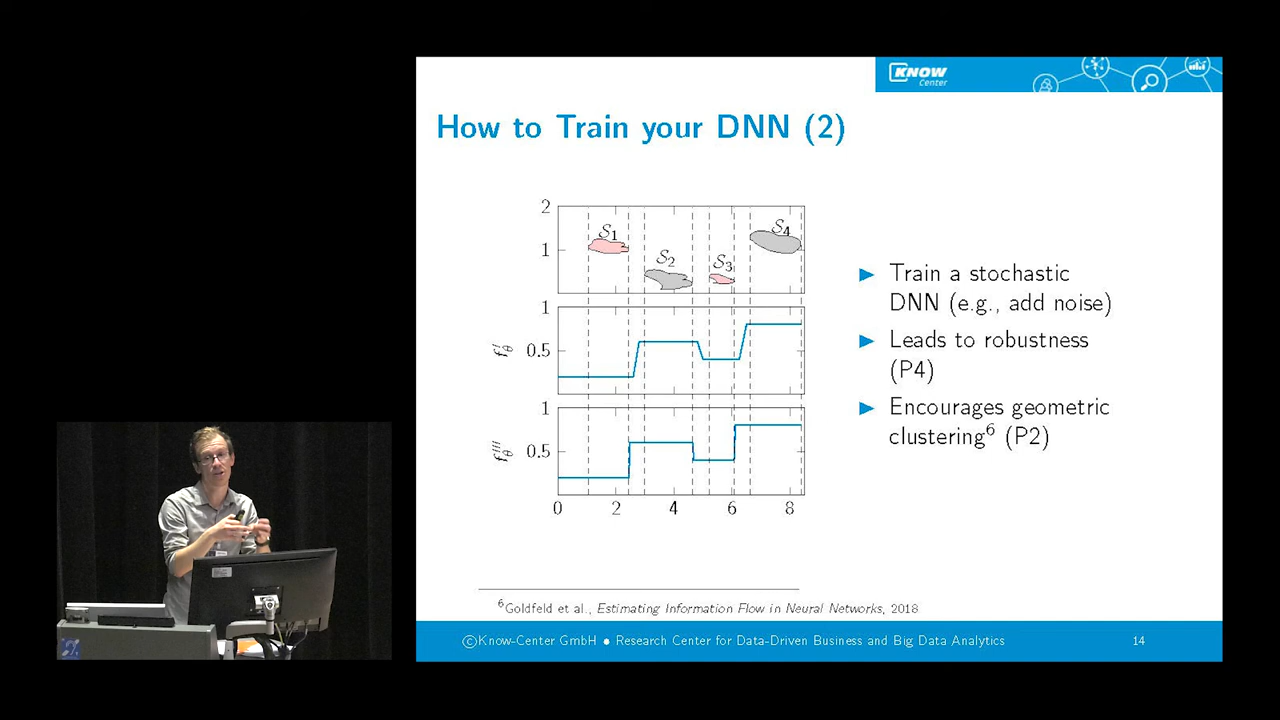 KNOW
Center
How to Train your DNN (2)
2
1
S1
S2
S3
S4
1
0.5
f_θ^I
1
0.5
f_θ^III
0
2
4
6
8
▶ Train a stochastic
DNN (e.g., add noise)
▶ Leads to robustness
(P4)
▶ Encourages geometric
clustering⁶ (P2)
⁶Goldfeld et al., Estimating Information Flow in Neural Networks, 2018
©Know-Center GmbH • Research Center for Data-Driven Business and Big Data Analytics
14